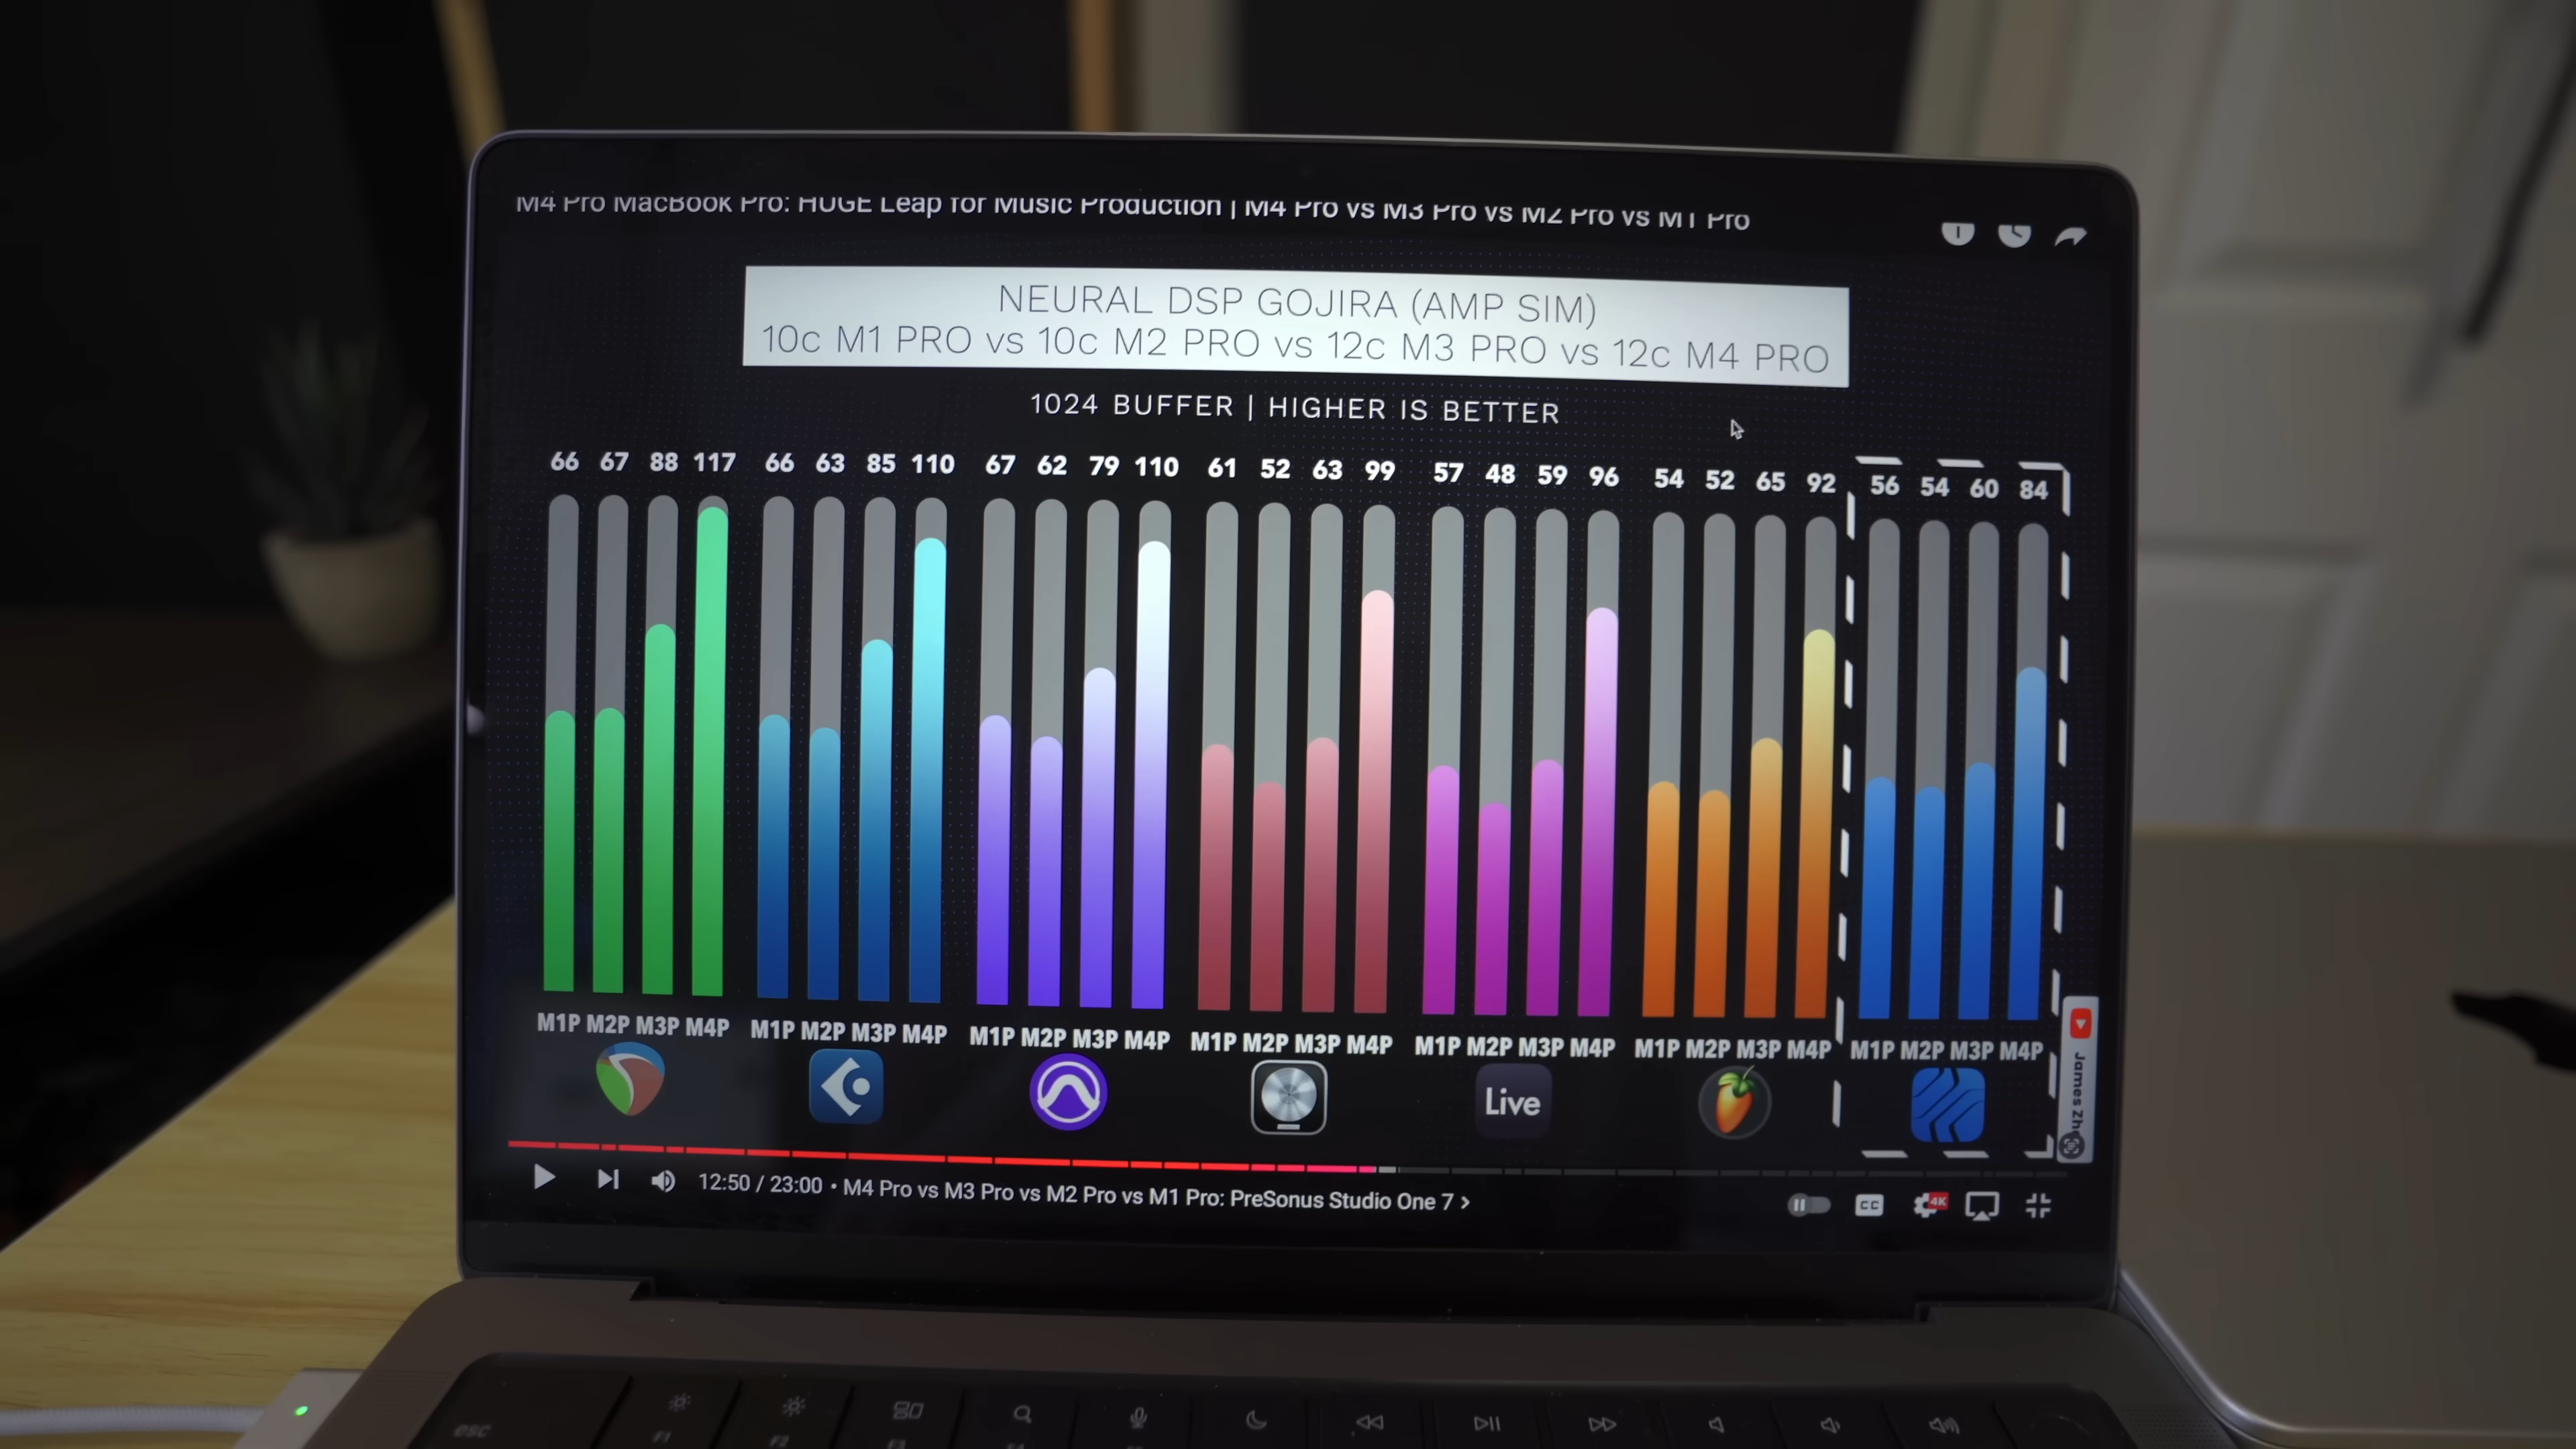 M4 Pro MacBook Pro: HUGE Leap for Music Production | M4 Pro vs M3 Pro vs M2 Pro vs M1 Pro
NEURAL DSP GOJIRA (AMP SIM)
10c M1 PRO vs 10c M2 PRO vs 12c M3 PRO vs 12c M4 PRO
1024 BUFFER | HIGHER IS BETTER
66 67 88 117 66 63 85 110 67 62 79 110 61 52 63 99 57 48 59 96 54 52 65 92 56 54 60 84
M1P M2P M3P M4P M1P M2P M3P M4P M1P M2P M3P M4P M1P M2P M3P M4P M1P M2P M3P M4P M1P M2P M3P M4P M1P M2P M3P M4P
Live
James
12:50 / 23:00 • M4 Pro vs M3 Pro vs M2 Pro vs M1 Pro: PreSonus Studio One 7 >
CC
4K
esc
F1
F2